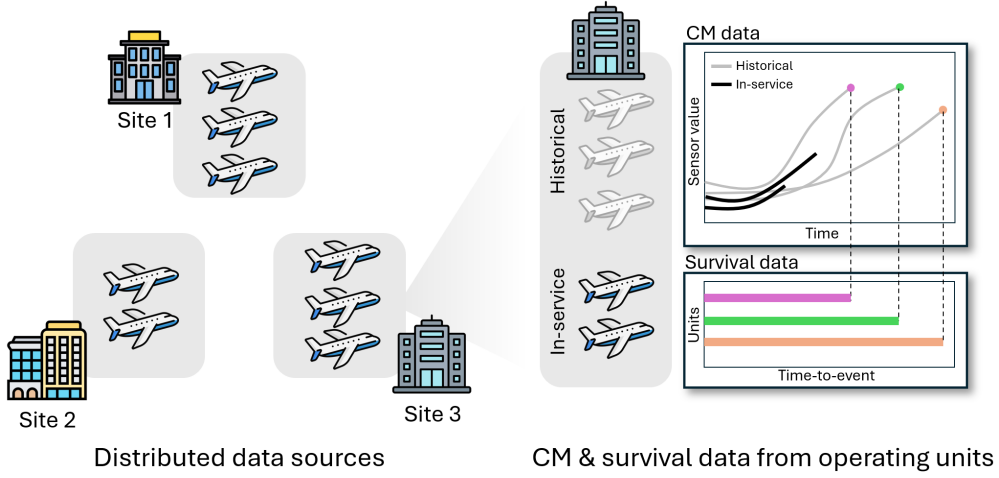 Site 1
Site 2
Site 3
Distributed data sources
Historical
In-service
CM data
Historical
In-service
Sensor value
Time
Survival data
Units
Time-to-event
CM & survival data from operating units